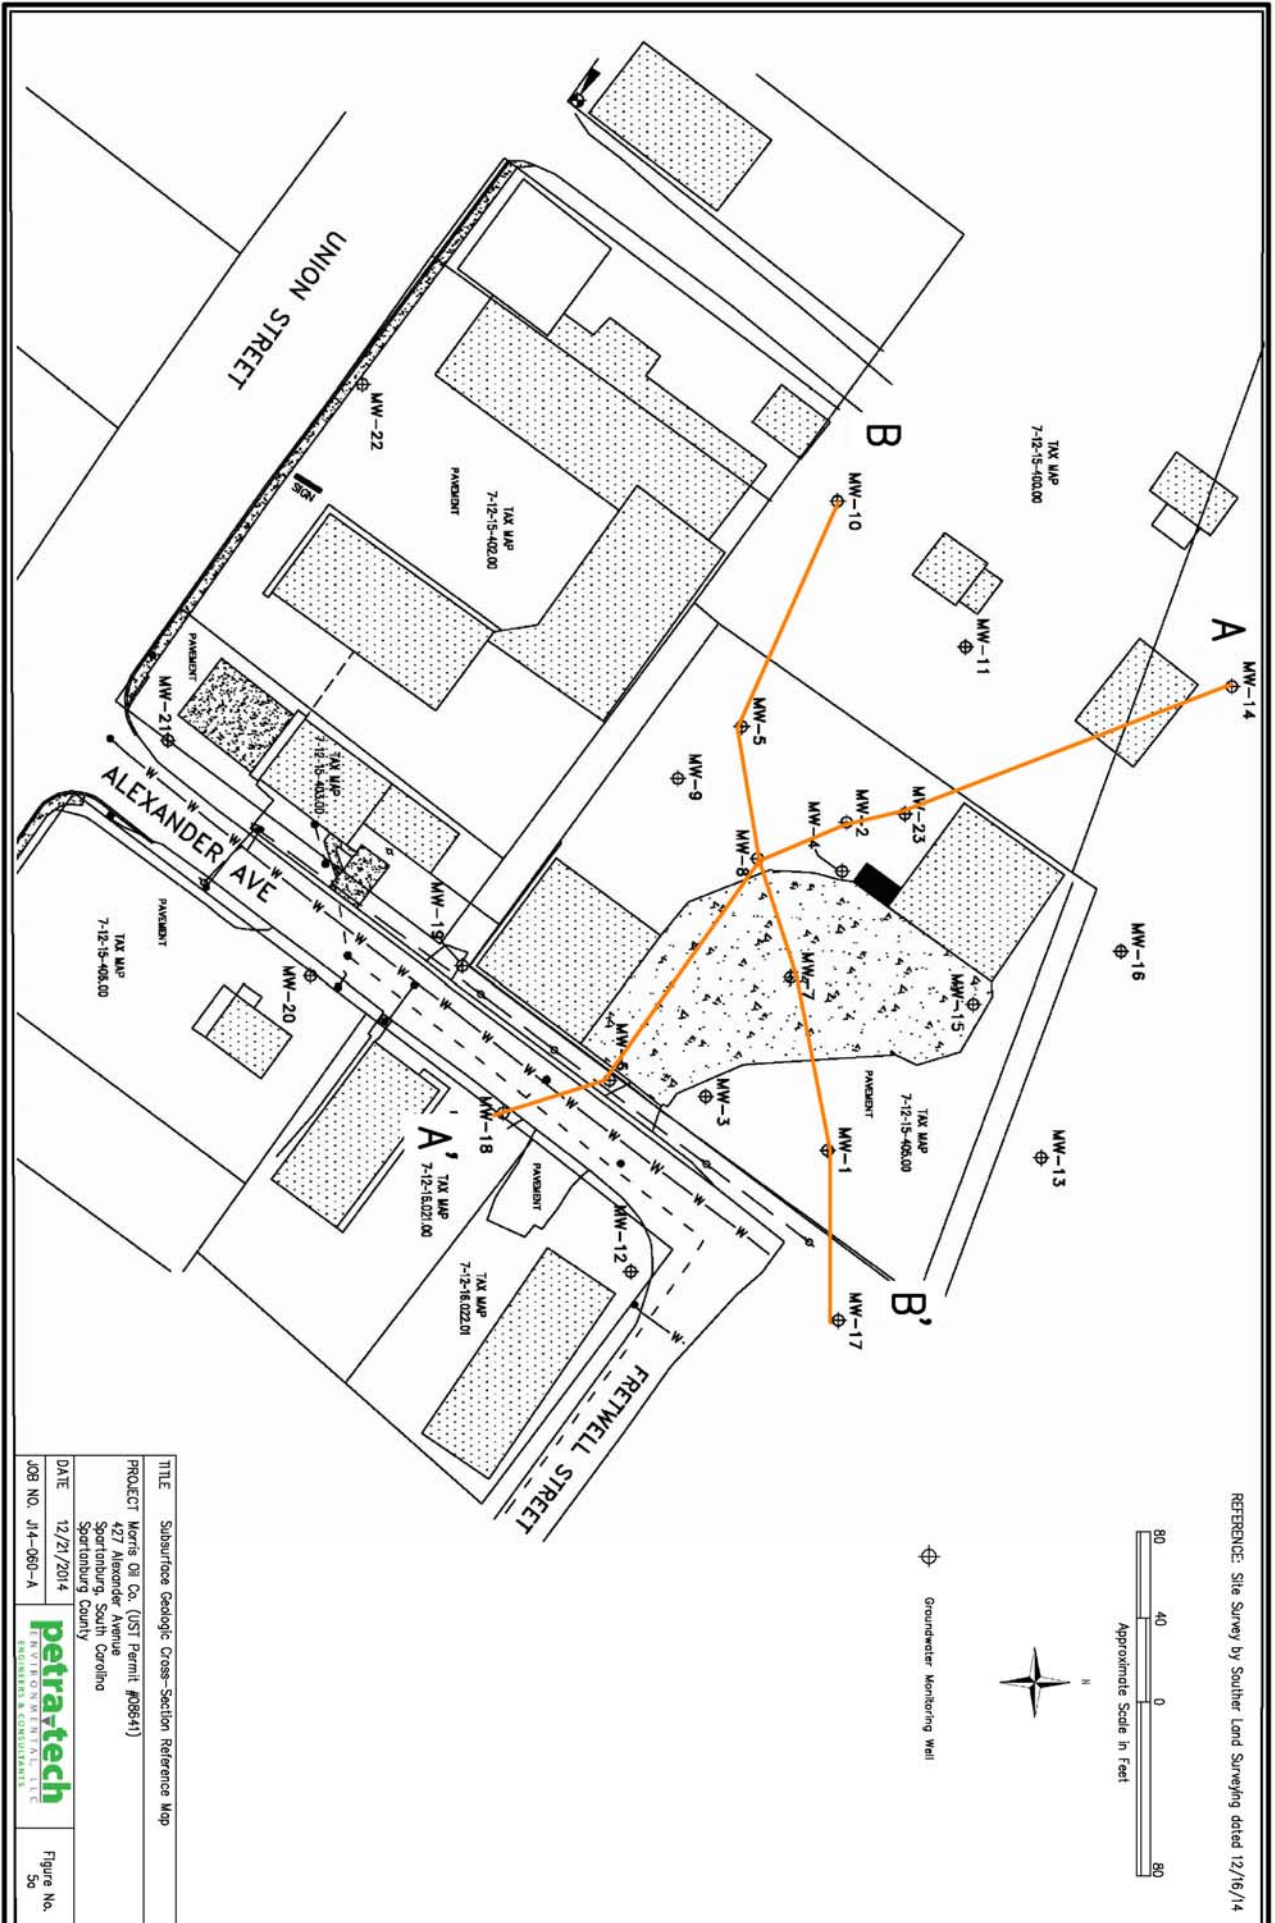 REFERENCE: Site Survey by Souther Land Surveying dated 12/16/14
80 40 0 80
Approximate Scale in Feet
N
Groundwater Monitoring Well
A
MW-14
TAX MAP
7-12-15-400.00
MW-11
MW-16
MW-13
B
MW-10
MW-5
MW-9
MW-23
MW-2
MW-4
MW-8
MW-7
MW-15
PAVEMENT
TAX MAP
7-12-15-405.00
MW-3
MW-1
B'
MW-17
UNION STREET
MW-22
SIGN
PAVEMENT
TAX MAP
7-12-15-402.00
PAVEMENT
MW-21
TAX MAP
7-12-15-403.00
MW-19
ALEXANDER AVE
W W W W W W W W W W W W W
PAVEMENT
TAX MAP
7-12-15-406.00
MW-20
MW-18
A'
TAX MAP
7-12-16.021.00
PAVEMENT
MW-12
TAX MAP
7-12-16.022.01
W
FRETWELL STREET
TITLE Subsurface Geologic Cross-Section Reference Map
PROJECT Morris Oil Co. (UST Permit #08641)
427 Alexander Avenue
Spartanburg, South Carolina
Spartanburg County
DATE 12/21/2014
JOB NO. J14-060-A
petra-tech
ENVIRONMENTAL, LLC
ENGINEERS & CONSULTANTS
Figure No.
5a